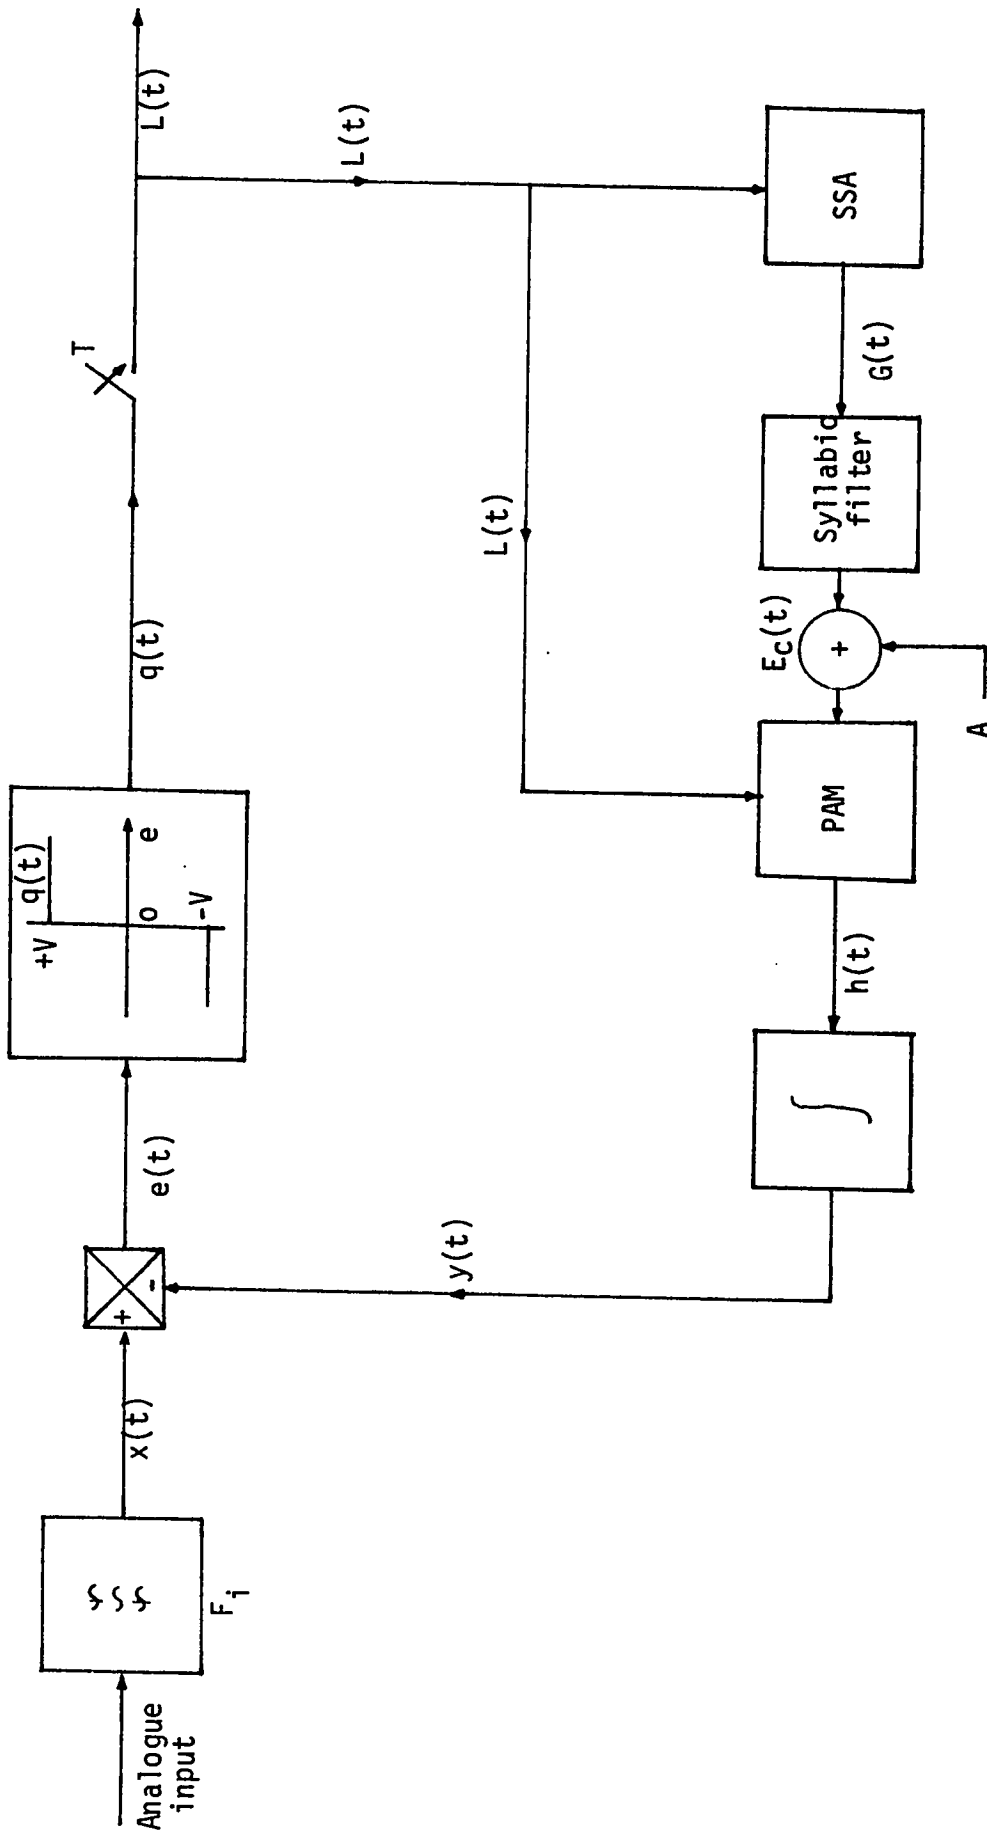 Analogue
input
F_i
x(t)
+
-
e(t)
+V
q(t)
o
e
-V
q(t)
T
L(t)
L(t)
L(t)
y(t)
∫
h(t)
PAM
E_c(t)
+
A
Syllabic
filter
G(t)
SSA